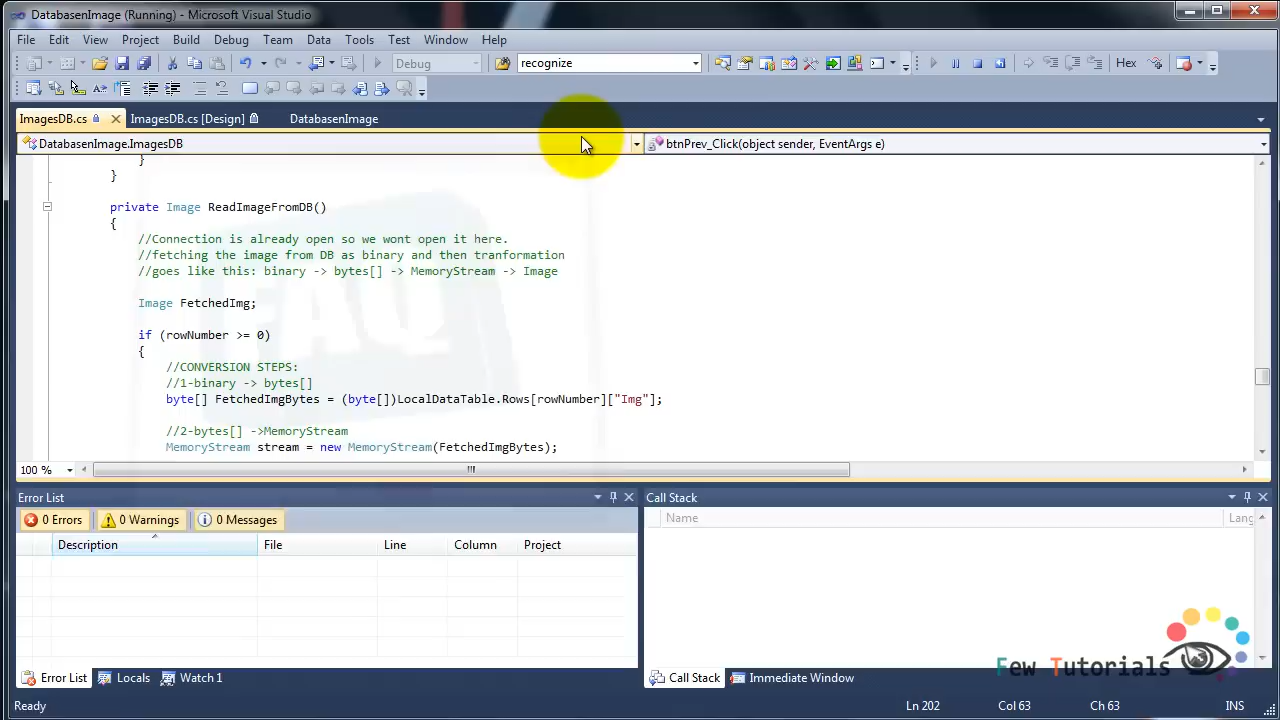 DatabasenImage (Running) - Microsoft Visual Studio
File Edit View Project Build Debug Team Data Tools Test Window Help
Debug recognize Hex
ImagesDB.cs ImagesDB.cs [Design] DatabasenImage
DatabasenImage.ImagesDB btnPrev_Click(object sender, EventArgs e)
}
}
private Image ReadImageFromDB()
{
//Connection is already open so we wont open it here.
//fetching the image from DB as binary and then tranformation
//goes like this: binary -> bytes[] -> MemoryStream -> Image
Image FetchedImg;
if (rowNumber >= 0)
{
//CONVERSION STEPS:
//1-binary -> bytes[]
byte[] FetchedImgBytes = (byte[])LocalDataTable.Rows[rowNumber]["Img"];
//2-bytes[] ->MemoryStream
MemoryStream stream = new MemoryStream(FetchedImgBytes);
FAQ
100 %
Error List
0 Errors 0 Warnings 0 Messages
Description File Line Column Project
Call Stack
Name Lang
Few Tutorials
Error List Locals Watch 1
Call Stack Immediate Window
Ready Ln 202 Col 63 Ch 63 INS